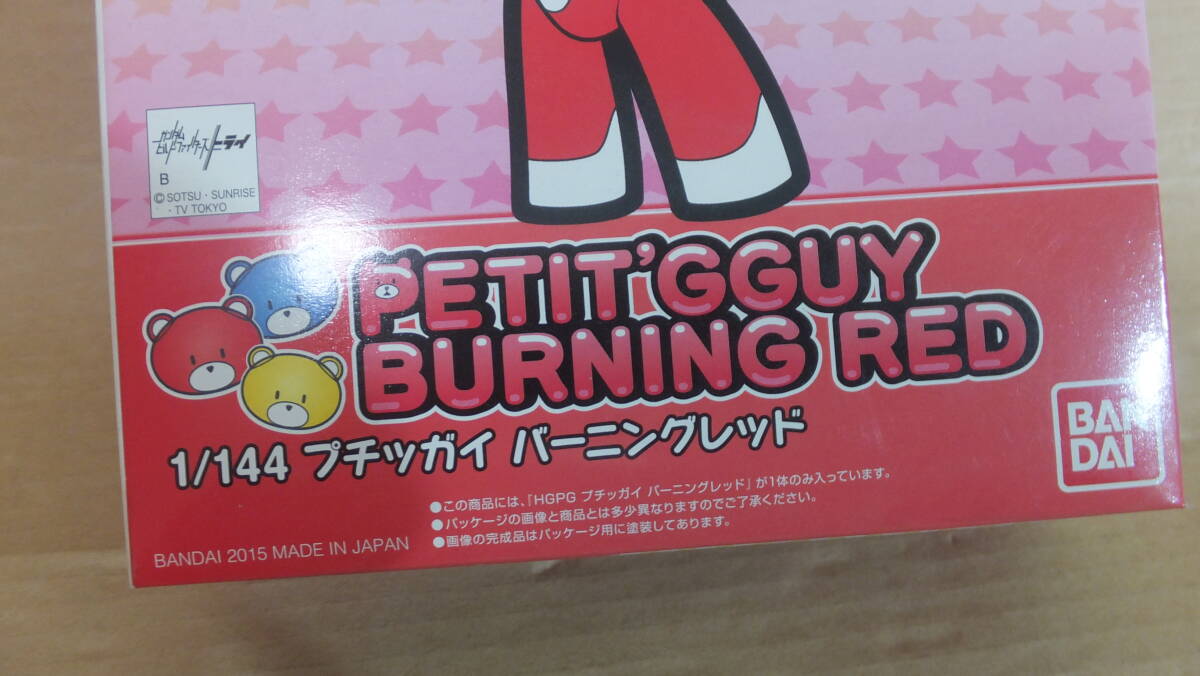 ガンダム
ビルドファイターズトライ
B
© SOTSU・SUNRISE
・TV TOKYO
PETIT'GGUY
BURNING RED
1/144 プチッガイ バーニングレッド
BAN
DAI
●この商品には、「HGPG プチッガイ バーニングレッド」が1体のみ入っています。
●パッケージの画像と商品とは多少異なりますのでご了承ください。
●画像の完成品はパッケージ用に塗装してあります。
BANDAI 2015 MADE IN JAPAN